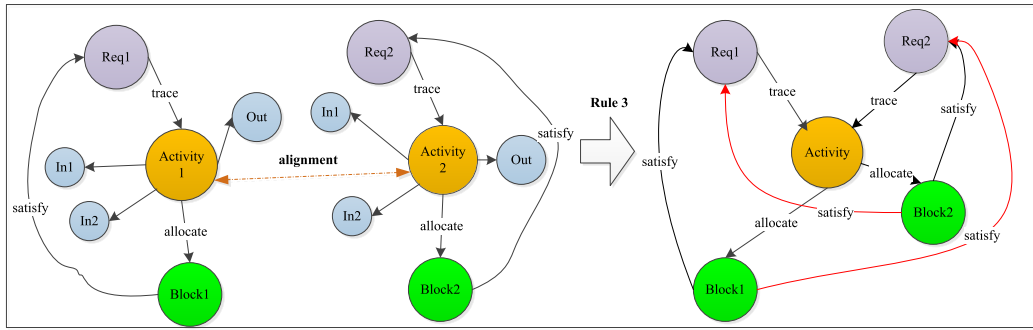 Req1
trace
Out
Activity
1
In1
In2
satisfy
allocate
Block1
alignment
Req2
trace
In1
satisfy
Activity
2
Out
In2
allocate
Block2
Rule 3
Req1
Req2
trace
trace
satisfy
satisfy
Activity
allocate
allocate
satisfy
Block2
satisfy
Block1